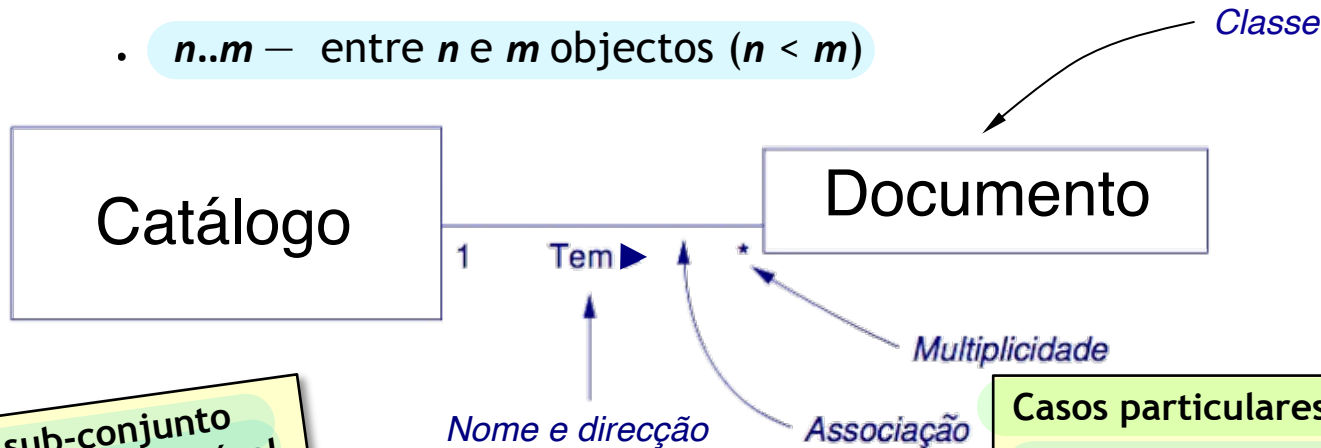 Classe
• n..m — entre n e m objectos (n < m)
Catálogo
Documento
1 Tem ▶ *
Multiplicidade
sub-conjunto
Nome e direcção
Associação
Casos particulares